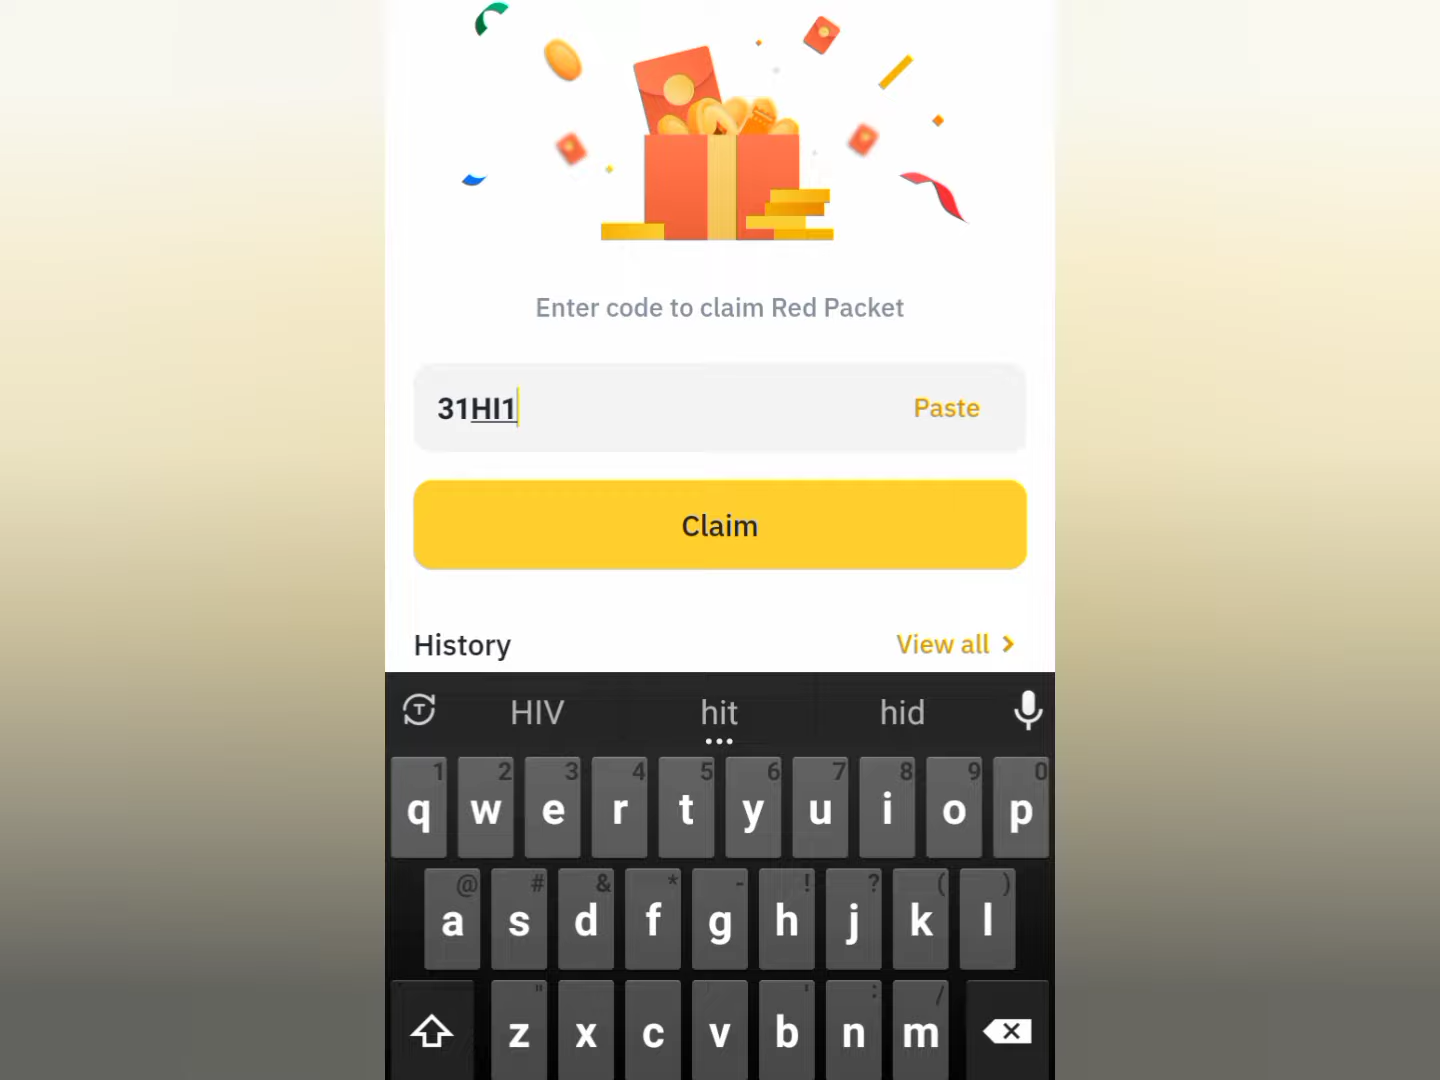 Enter code to claim Red Packet
31HI1 Paste
Claim
History View all
HIV hit hid
1 2 3 4 5 6 7 8 9 0
q w e r t y u i o p
@ # & * - ! ? ( )
a s d f g h j k l
" ' : /
z x c v b n m